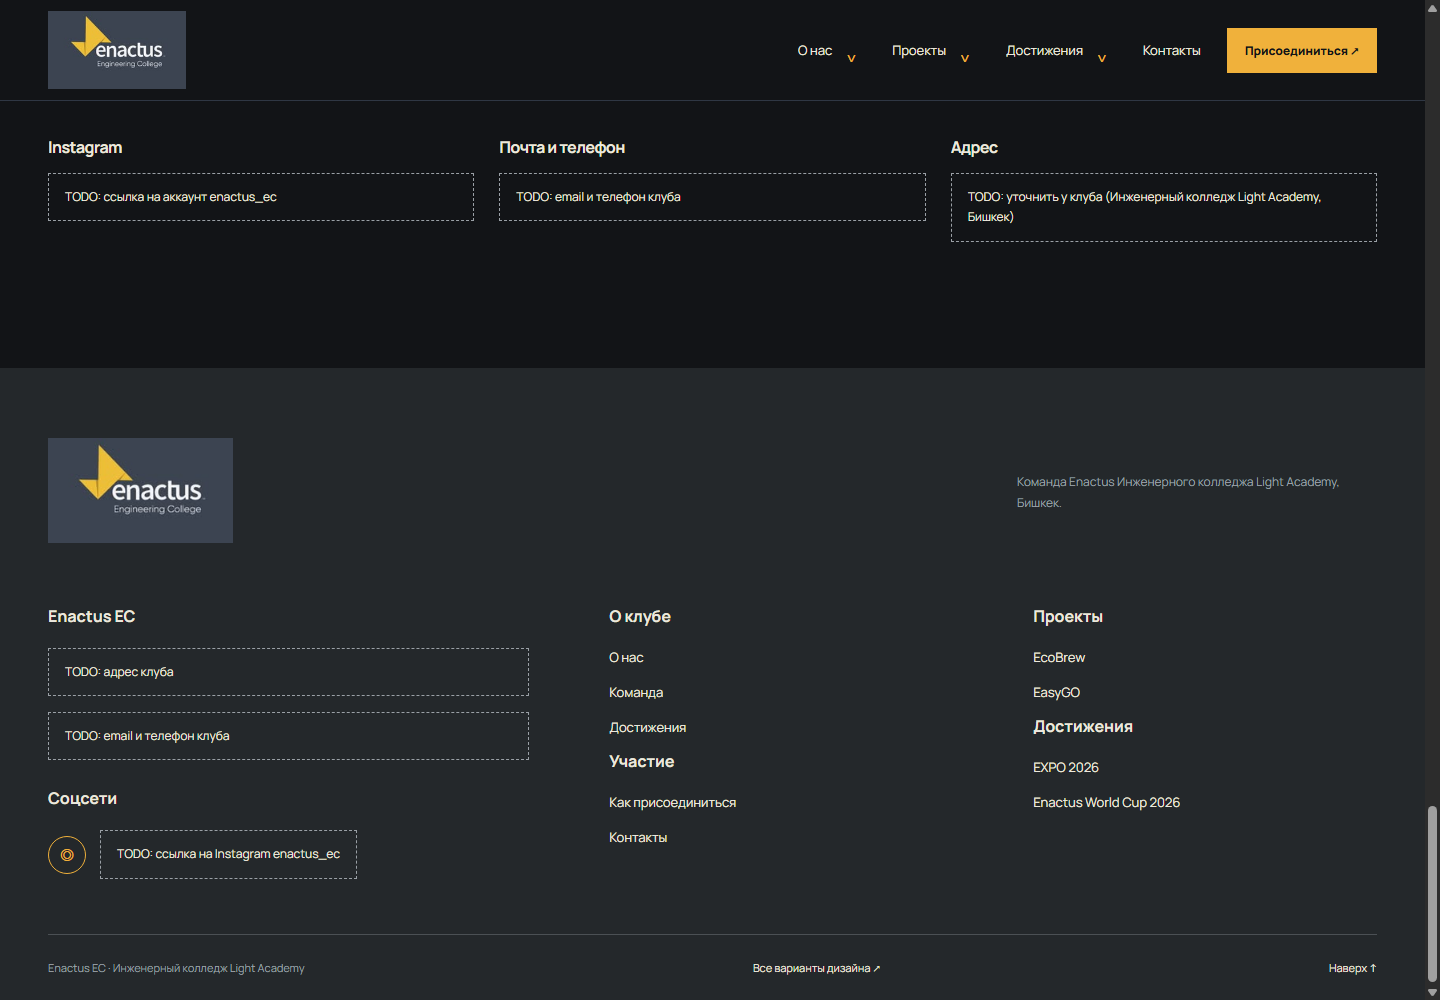 enactus
Engineering College
О нас
Проекты
Достижения
Контакты
Присоединиться ↗
Instagram
Почта и телефон
Адрес
TODO: ссылка на аккаунт enactus_ec
TODO: email и телефон клуба
TODO: уточнить у клуба (Инженерный колледж Light Academy,
Бишкек)
enactus
Engineering College
Команда Enactus Инженерного колледжа Light Academy,
Бишкек.
Enactus EC
TODO: адрес клуба
TODO: email и телефон клуба
Соцсети
TODO: ссылка на Instagram enactus_ec
О клубе
О нас
Команда
Достижения
Участие
Как присоединиться
Контакты
Проекты
EcoBrew
EasyGO
Достижения
EXPO 2026
Enactus World Cup 2026
Enactus EC · Инженерный колледж Light Academy
Все варианты дизайна ↗
Наверх ↑